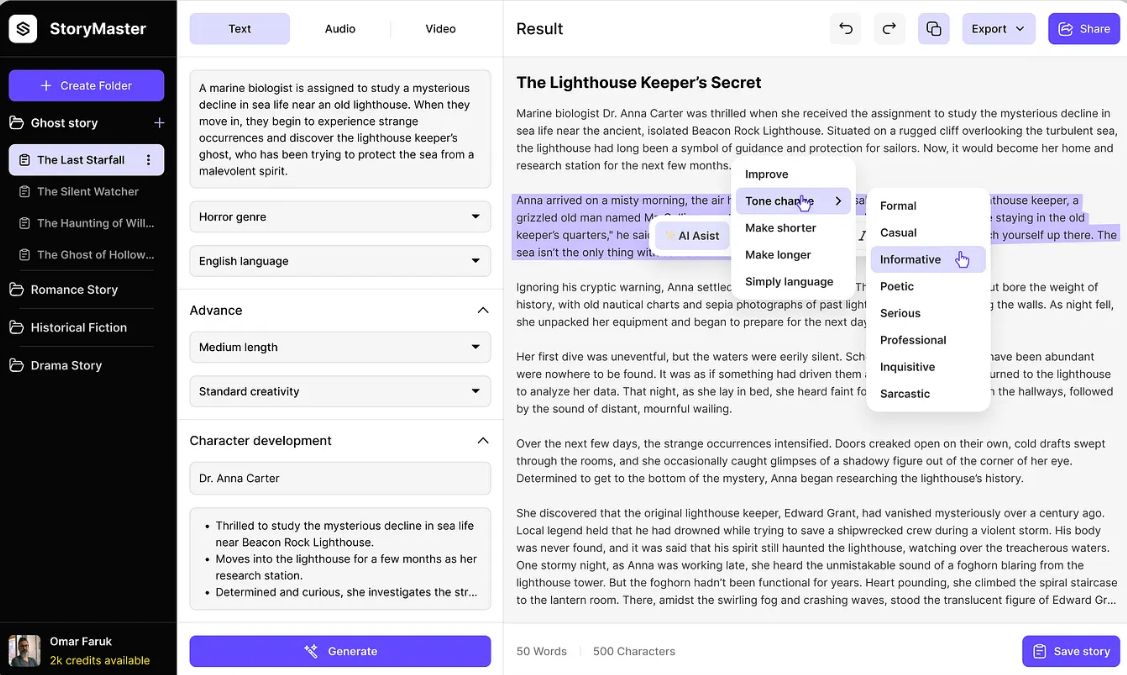 StoryMaster
Create Folder
Ghost story
The Last Starfall
The Silent Watcher
The Haunting of Will...
The Ghost of Hollow...
Romance Story
Historical Fiction
Drama Story
Omar Faruk
2k credits available
Text
Audio
Video
A marine biologist is assigned to study a mysterious
decline in sea life near an old lighthouse. When they
move in, they begin to experience strange
occurrences and discover the lighthouse keeper's
ghost, who has been trying to protect the sea from a
malevolent spirit.
Horror genre
English language
Advance
Medium length
Standard creativity
Character development
Dr. Anna Carter
• Thrilled to study the mysterious decline in sea life
near Beacon Rock Lighthouse.
• Moves into the lighthouse for a few months as her
research station.
• Determined and curious, she investigates the str...
Generate
Result
Export
Share
The Lighthouse Keeper's Secret
Marine biologist Dr. Anna Carter was thrilled when she received the assignment to study the mysterious decline in
sea life near the ancient, isolated Beacon Rock Lighthouse. Situated on a rugged cliff overlooking the turbulent sea,
the lighthouse had long been a symbol of guidance and protection for sailors. Now, it would become her home and
research station for the next few months.
Anna arrived on a misty morning, the air keeper, a
grizzled old man named staying in the old
keeper's quarters," he yourself up there. The
sea isn't the only thing
Ignoring his cryptic warning, Anna settled but bore the weight of
history, with old nautical charts and sepia photographs of past the walls. As night fell,
she unpacked her equipment and began to prepare for the next
Her first dive was uneventful, but the waters were eerily silent. have been abundant
were nowhere to be found. It was as if something had driven them to the lighthouse
to analyze her data. That night, as she lay in bed, she heard faint the hallways, followed
by the sound of distant, mournful wailing.
Over the next few days, the strange occurrences intensified. Doors creaked open on their own, cold drafts swept
through the rooms, and she occasionally caught glimpses of a shadowy figure out of the corner of her eye.
Determined to get to the bottom of the mystery, Anna began researching the lighthouse's history.
She discovered that the original lighthouse keeper, Edward Grant, had vanished mysteriously over a century ago.
Local legend held that he had drowned while trying to save a shipwrecked crew during a violent storm. His body
was never found, and it was said that his spirit still haunted the lighthouse, watching over the treacherous waters.
One stormy night, as Anna was working late, she heard the unmistakable sound of a foghorn blaring from the
lighthouse tower. But the foghorn hadn't been functional for years. Heart pounding, she climbed the spiral staircase
to the lantern room. There, amidst the swirling fog and crashing waves, stood the translucent figure of Edward Gr...
AI Asist
I
Improve
Tone change
Make shorter
Make longer
Simply language
Formal
Casual
Informative
Poetic
Serious
Professional
Inquisitive
Sarcastic
50 Words
500 Characters
Save story